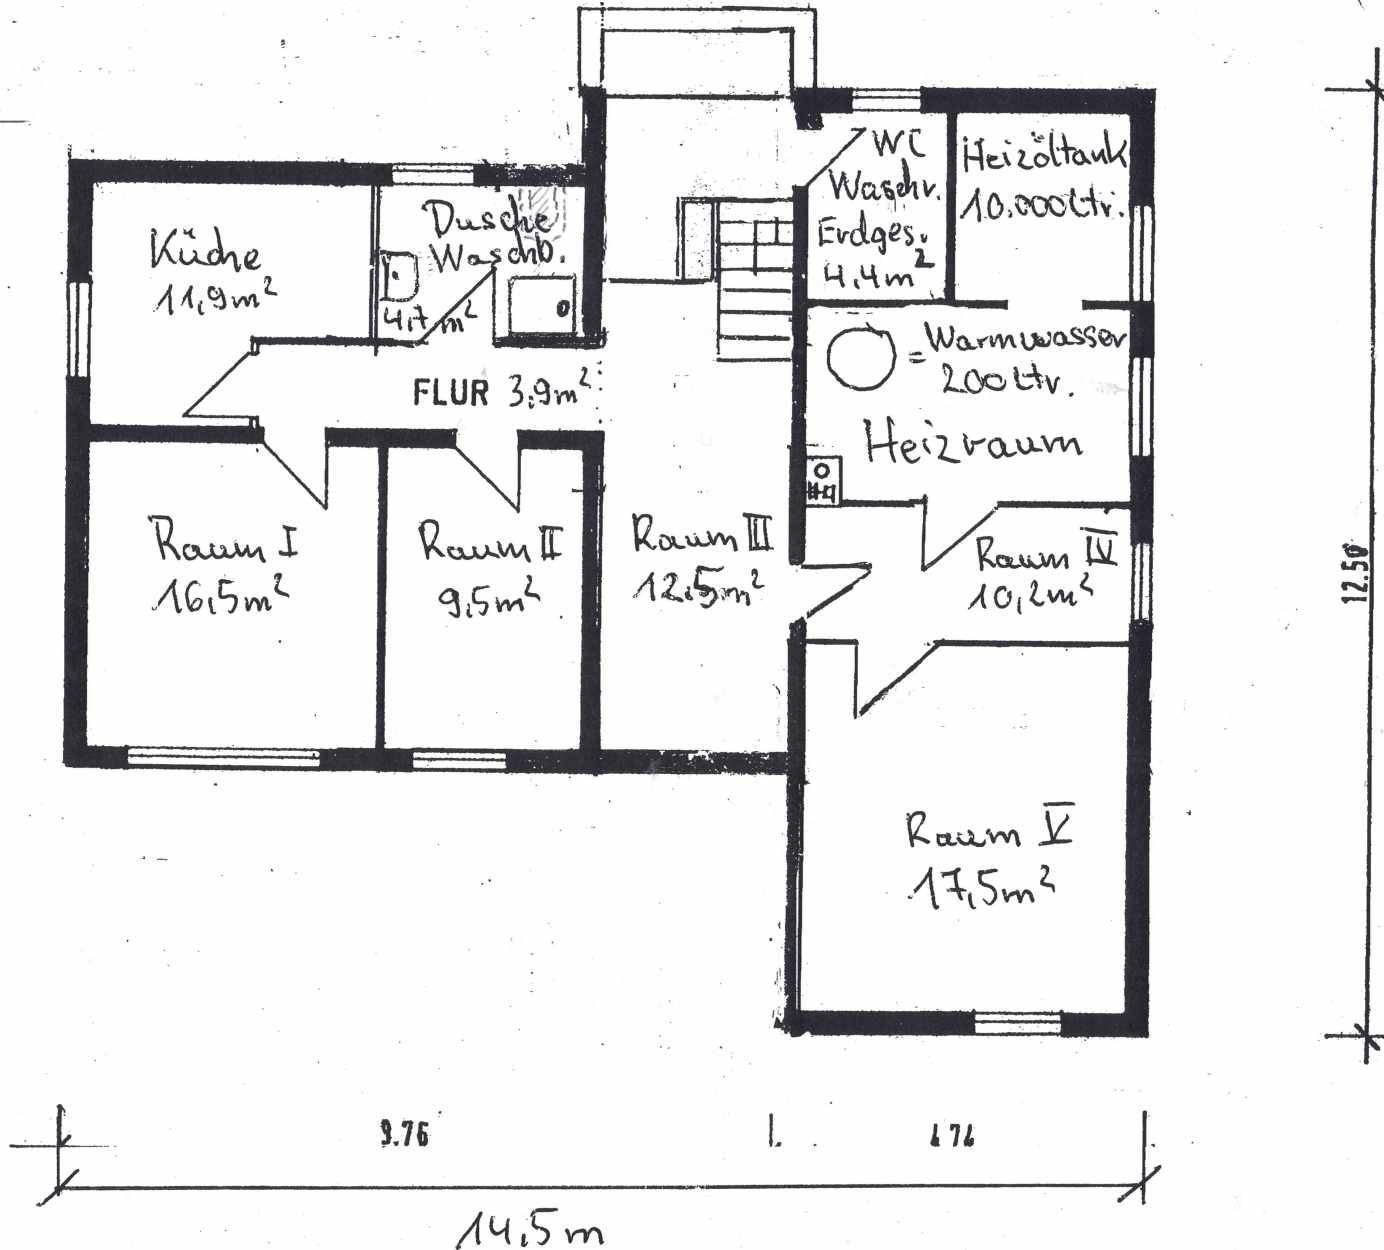 WC
Waschr.
Erdges.
4,4m²
Heizöltank
10.000Ltr.
Küche
11,9m²
Dusche
Waschb.
4,7m²
= Warmwasser
200Ltr.
Heizraum
FLUR 3,9m²
Raum I
16,5m²
Raum II
9,5m²
Raum III
12,5m²
Raum IV
10,2m²
Raum V
17,5m²
12.50
9.76
4 74
14,5m